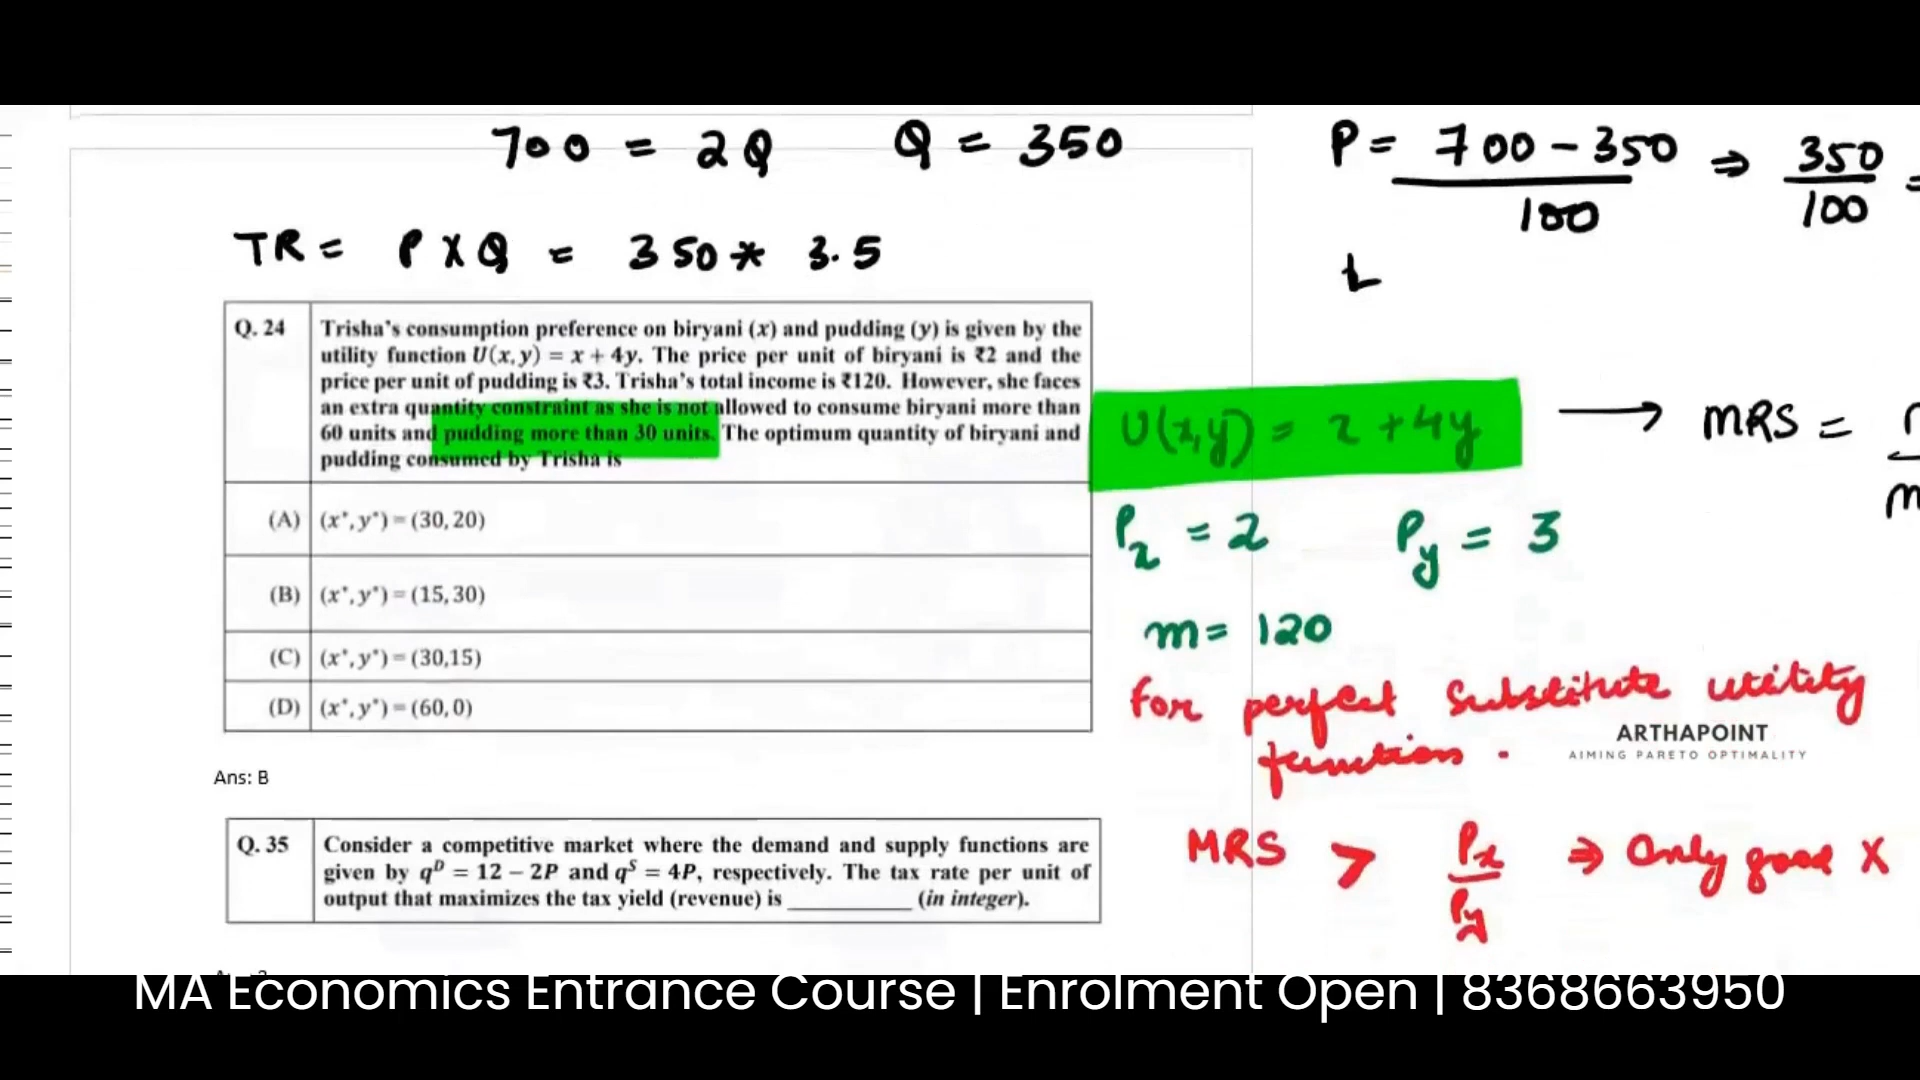 700 = 2Q Q = 350
P = 700 - 350 ⇒ 350 =
100 100
TR = P X Q = 350 * 3.5
Q. 24 Trisha's consumption preference on biryani (x) and pudding (y) is given by the
utility function U(x, y) = x + 4y. The price per unit of biryani is ₹2 and the
price per unit of pudding is ₹3. Trisha's total income is ₹120. However, she faces
an extra quantity constraint as she is not allowed to consume biryani more than
60 units and pudding more than 30 units. The optimum quantity of biryani and
pudding consumed by Trisha is
(A) (x*, y*) = (30, 20)
(B) (x*, y*) = (15, 30)
(C) (x*, y*) = (30,15)
(D) (x*, y*) = (60, 0)
Ans: B
U(x,y) = x + 4y → MRS =
Px = 2 Py = 3
m = 120
For perfect substitute utility
function.
ARTHAPOINT
AIMING PARETO OPTIMALITY
MRS > Px ⇒ Only good X
Py
Q. 35 Consider a competitive market where the demand and supply functions are
given by qᴰ = 12 − 2P and qˢ = 4P, respectively. The tax rate per unit of
output that maximizes the tax yield (revenue) is __________ (in integer).
MA Economics Entrance Course | Enrolment Open | 8368663950